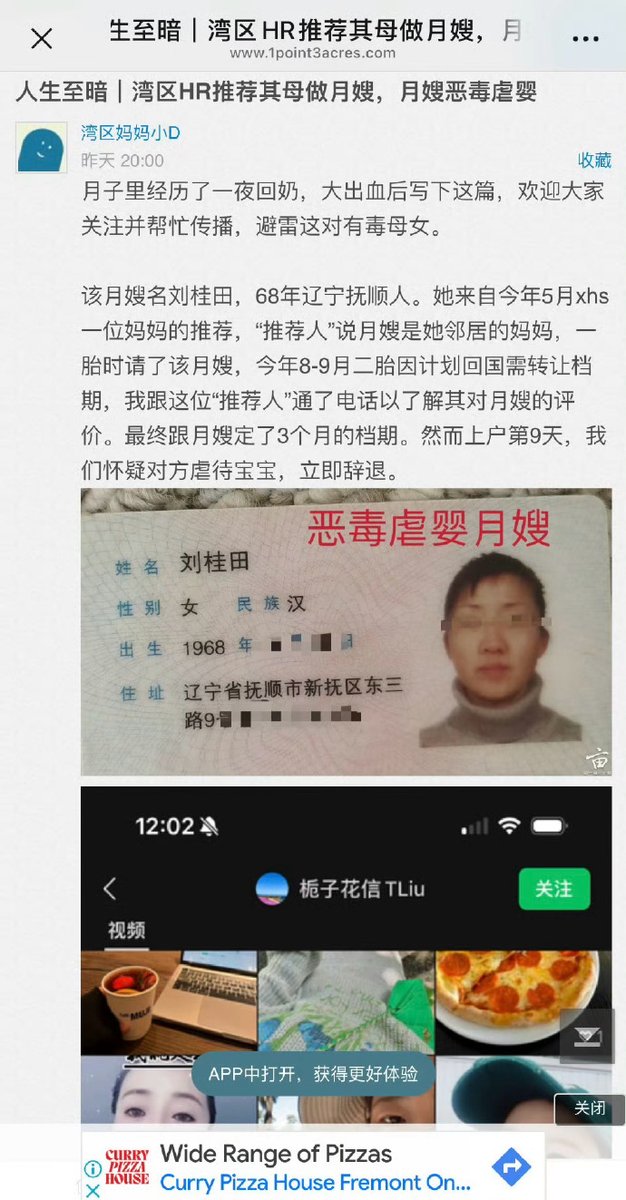 生至暗｜湾区HR推荐其母做月嫂，月
www.1point3acres.com
人生至暗｜湾区HR推荐其母做月嫂，月嫂恶毒虐婴
湾区妈妈小D
昨天 20:00
收藏
月子里经历了一夜回奶，大出血后写下这篇，欢迎大家
关注并帮忙传播，避雷这对有毒母女。
该月嫂名刘桂田，68年辽宁抚顺人。她来自今年5月xhs
一位妈妈的推荐，“推荐人”说月嫂是她邻居的妈妈，一
胎时请了该月嫂，今年8-9月二胎因计划回国需转让档
期，我跟这位“推荐人”通了电话以了解其对月嫂的评
价。最终跟月嫂定了3个月的档期。然而上户第9天，我
们怀疑对方虐待宝宝，立即辞退。
恶毒虐婴月嫂
姓名 刘桂田
性别 女 民族 汉
出生 1968 年 月
住址 辽宁省抚顺市新抚区东三
路9号
12:02
栀子花信TLiu
关注
视频
APP中打开，获得更好体验
关闭
CURRY
PIZZA
HOUSE
Wide Range of Pizzas
Curry Pizza House Fremont On...